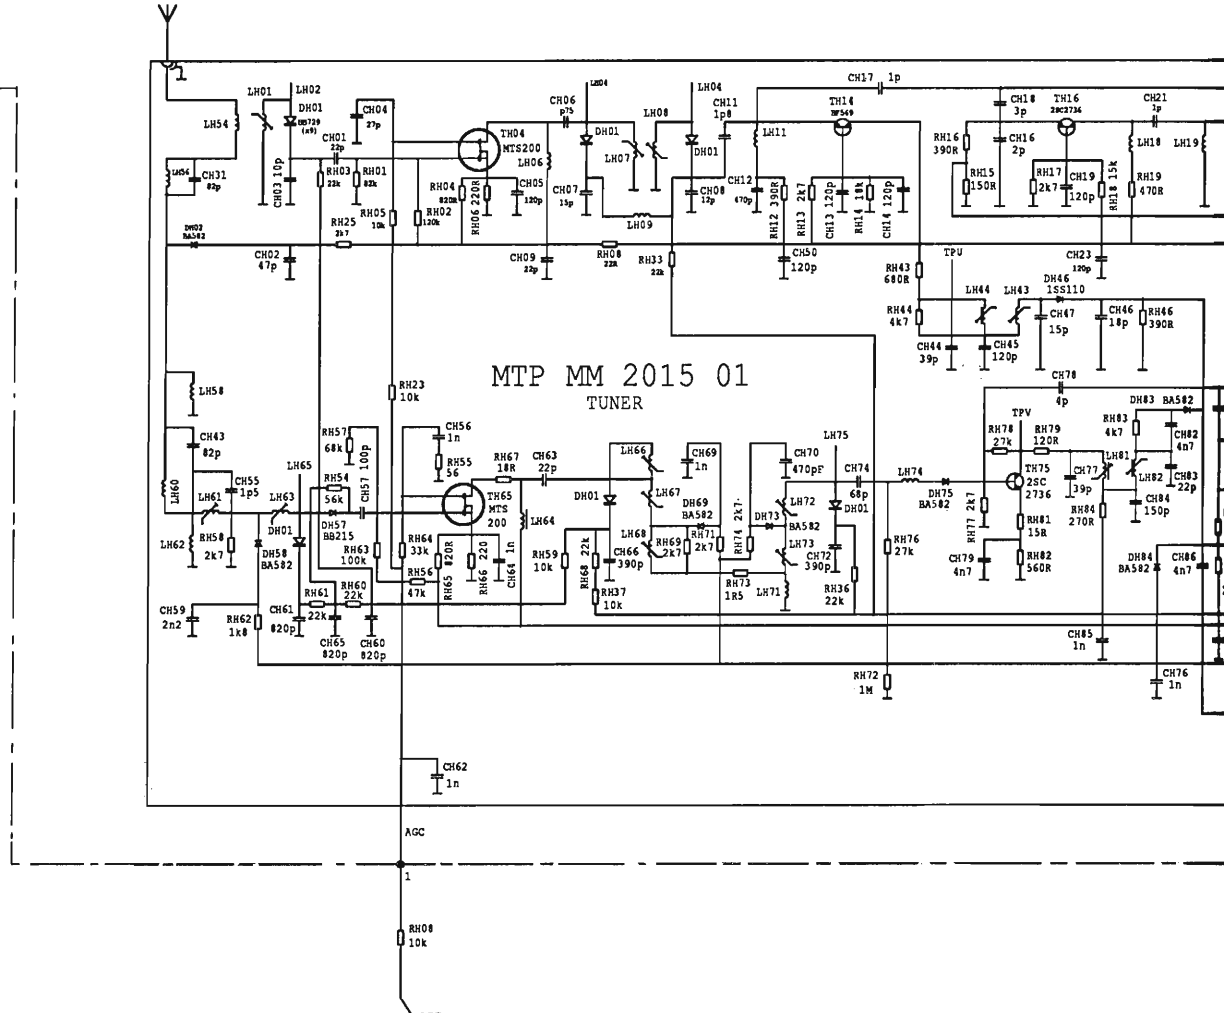 CH17 1p
LH01
LH02
LH04
LH08
LH04
CH11
1p8
CH18
3p
TH16
2SC2736
CH21
1p
DH01
BB729
(x9)
CH04
27p
CH06
p75
TH14
BF549
LH54
CH01
22p
TH04
MTS200
DH01
LH07
DH01
LH11
CH16
2p
RH16
390R
LH18
LH19
LH06
LH56
CH31
82p
CH03 10p
RH03
22k
RH01
82k
RH04
820R
RH06 220R
CH05
120p
CH07
15p
CH08
12p
CH12
470p
RH12 390R
RH13 2k7
CH13 120p
RH14 18k
CH14 120p
RH15
150R
RH17
2k7
CH19
120p
RH18 15k
RH19
470R
RH05
10k
RH02
120k
LH09
DH02
BA582
RH25
2k7
CH02
47p
CH09
22p
RH08
22R
RH33
22k
CH50
120p
TPU
RH43
680R
CH23
120p
DH46
1SS110
LH44
LH43
RH44
4k7
CH47
15p
CH46
18p
RH46
390R
CH44
39p
CH45
120p
MTP MM 2015 01
TUNER
LH58
RH23
10k
CH78
4p
DH83 BA582
CH43
82p
RH57
68k
100p
CH57
CH56
1n
RH55
56
RH67
18R
CH63
22p
LH66
CH69
1n
CH70
470pF
LH75
RH78
27k
TPV
RH79
120R
RH83
4k7
CH82
4n7
LH60
LH61
CH55
1p5
LH63
LH65
RH54
56k
TH65
MTS
200
DH01
LH67
DH69
BA582
LH72
CH74
68p
DH01
LH74
DH75
BA582
TH75
2SC
2736
CH77
39p
LH81
LH82
CH83
22p
CH84
150p
DH57
BB215
LH64
RH74 2k7
DH73
BA582
RH77 2k7
RH84
270R
RH81
15R
LH62
RH58
2k7
DH58
BA582
DH01
RH63
100k
RH64
33k
RH56
47k
RH65 820R
RH66 220
CH64 1n
RH59
10k
RH68 22k
CH66
390p
LH68
RH69
2k7
RH71
2k7
LH73
CH72
390p
RH76
27k
CH79
4n7
RH82
560R
DH84
BA582
CH86
4n7
RH61
22k
RH60
22k
RH37
10k
RH73
1R5
LH71
RH36
22k
CH59
2n2
RH62
1k8
CH61
820p
CH65
820p
CH60
820p
CH85
1n
RH72
1M
CH76
1n
CH62
1n
AGC
1
RH08
10k